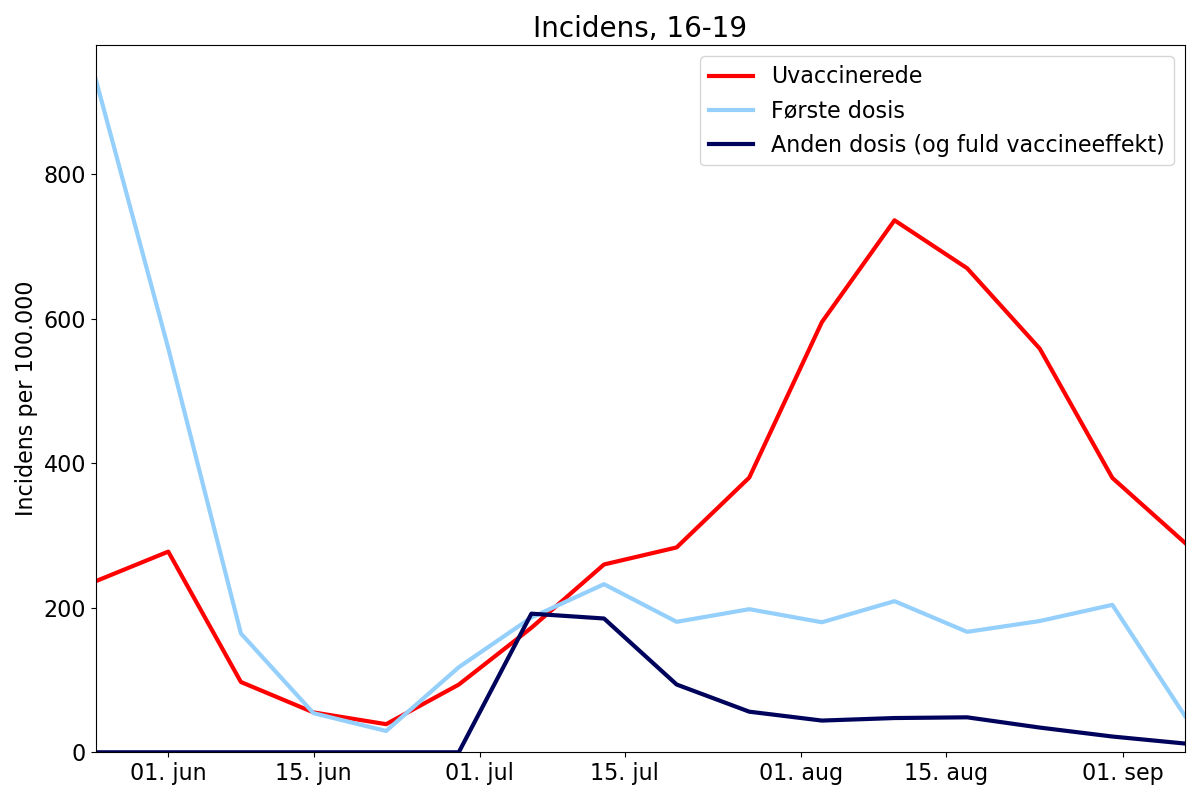 Incidens, 16-19
Uvaccinerede
Første dosis
Anden dosis (og fuld vaccineeffekt)
Incidens per 100.000
800
600
400
200
0
01. jun
15. jun
01. jul
15. jul
01. aug
15. aug
01. sep